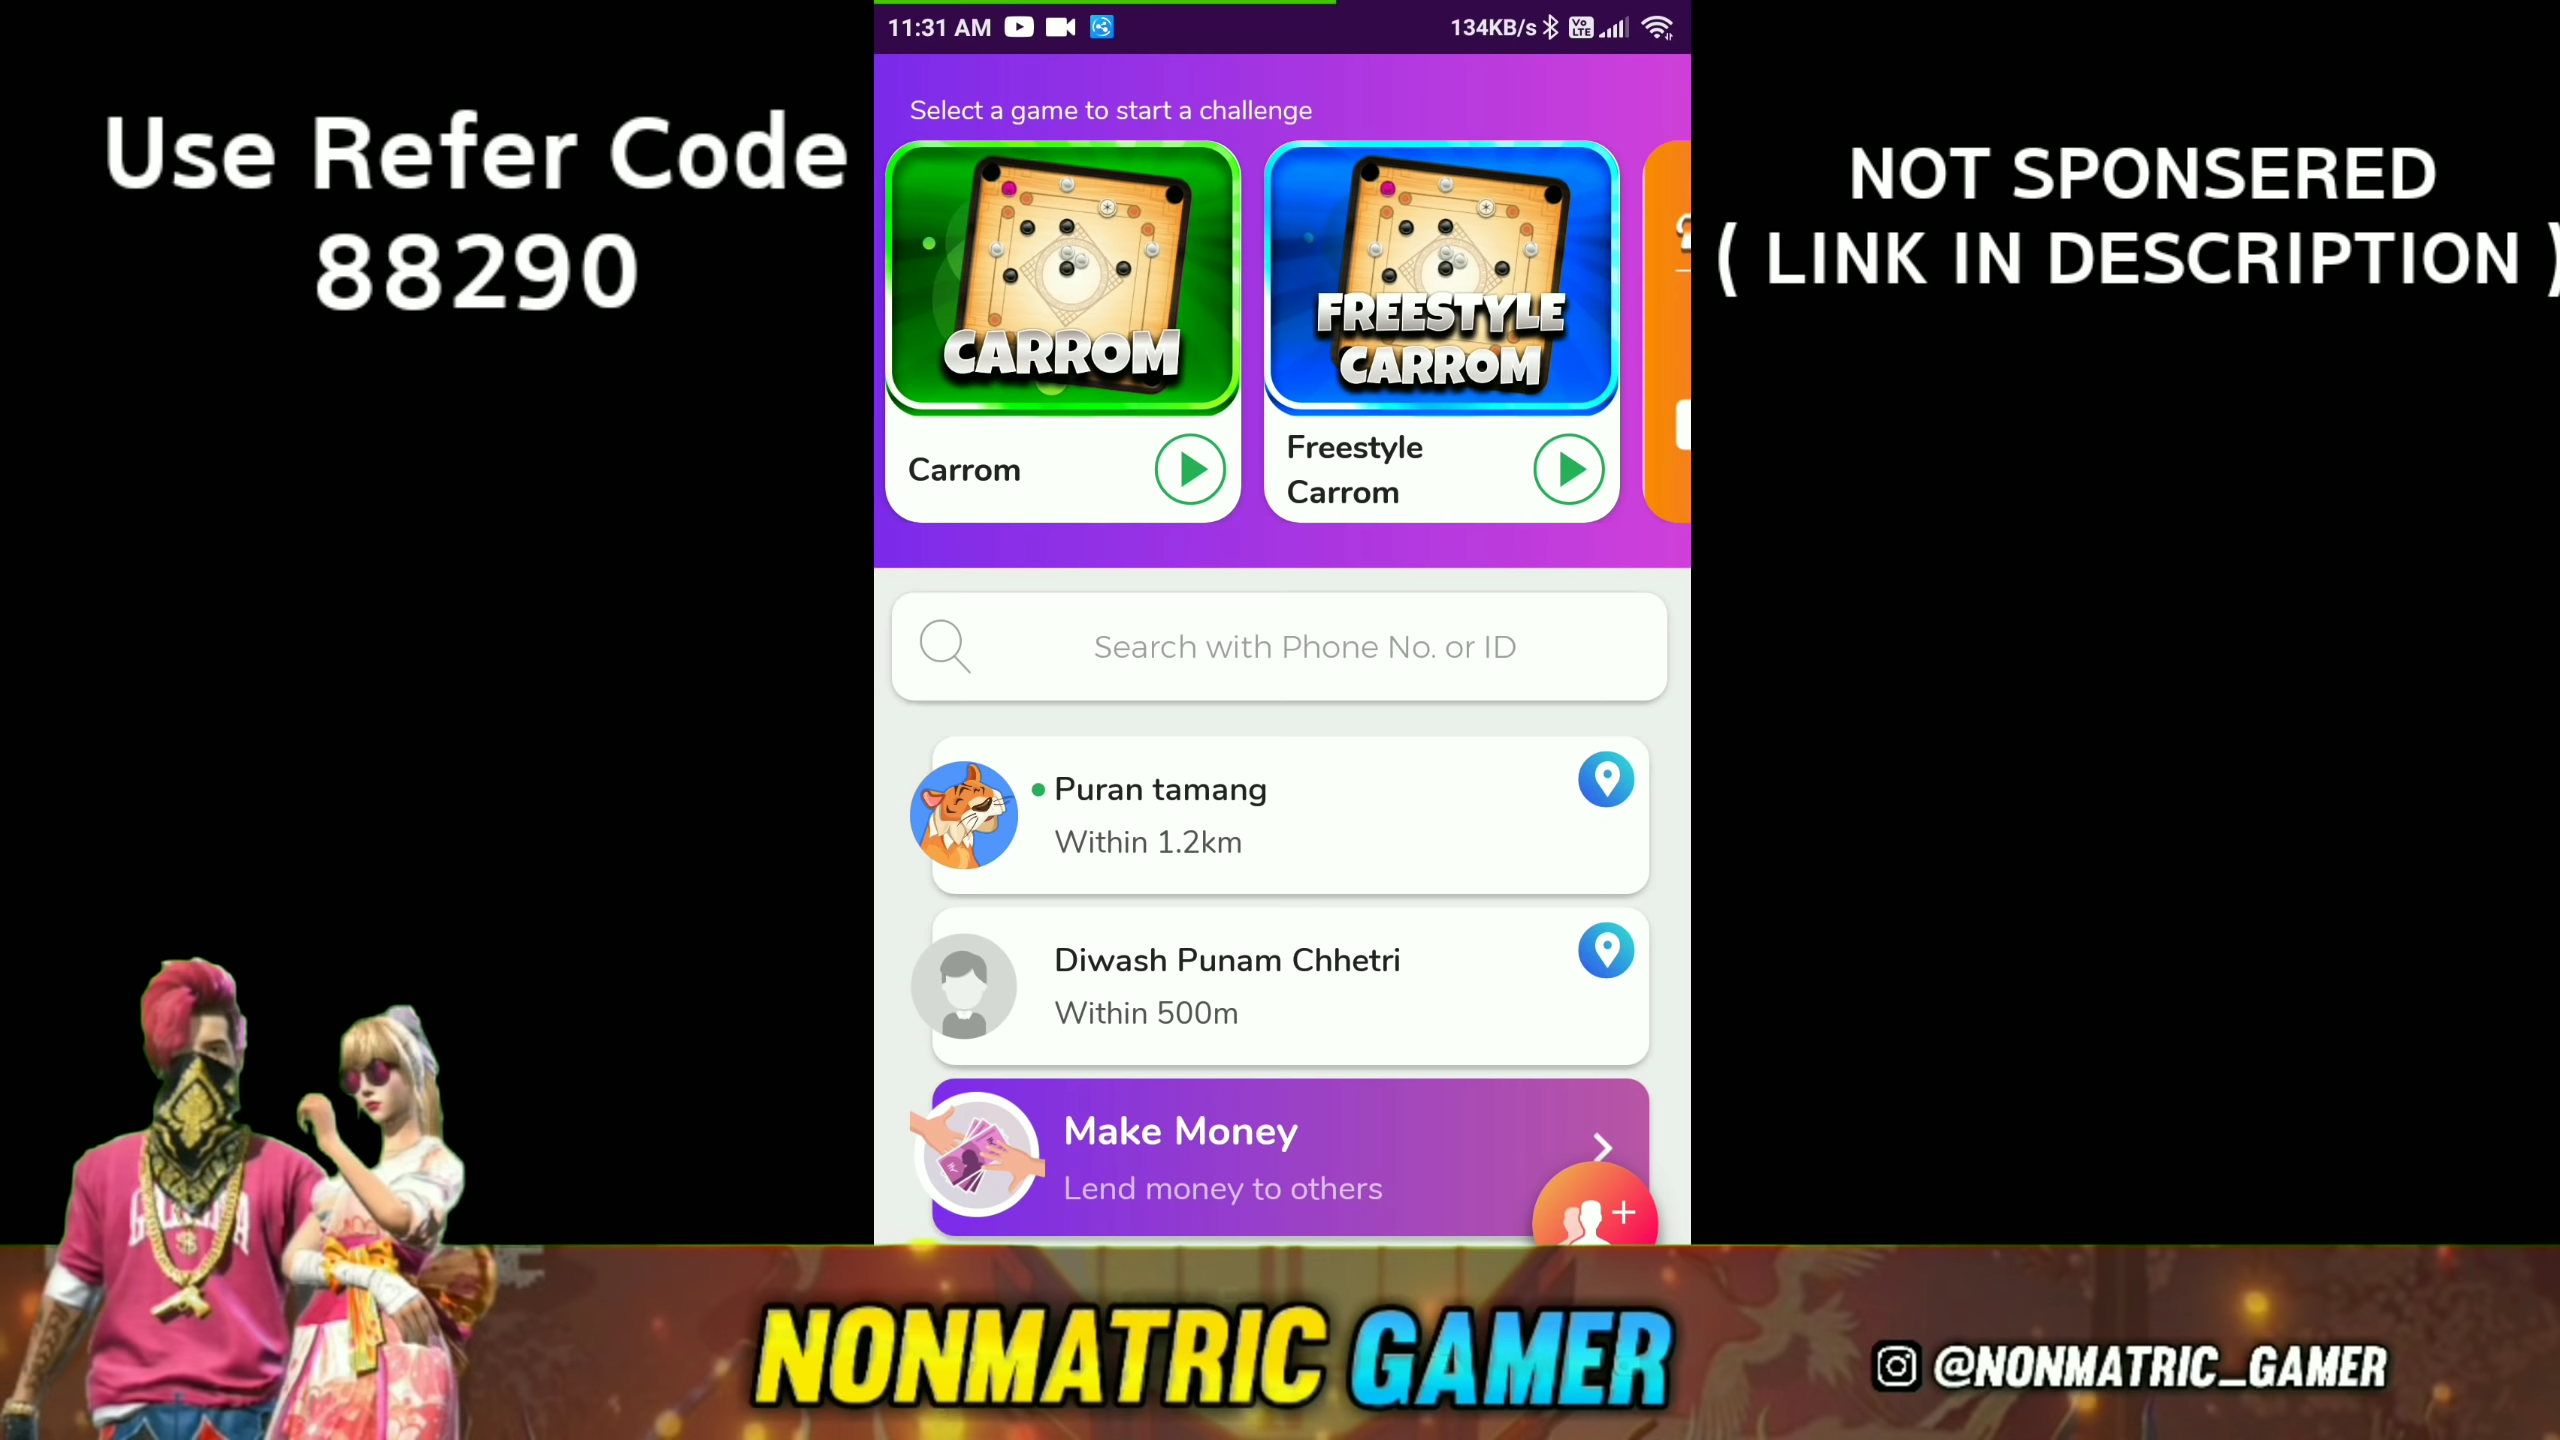 Use Refer Code
88290
NOT SPONSERED
( LINK IN DESCRIPTION )
11:31 AM
134KB/s
Vo LTE
Select a game to start a challenge
CARROM
FREESTYLE
CARROM
Carrom
Freestyle
Carrom
Search with Phone No. or ID
Puran tamang
Within 1.2km
Diwash Punam Chhetri
Within 500m
Make Money
Lend money to others
NONMATRIC GAMER
@NONMATRIC_GAMER